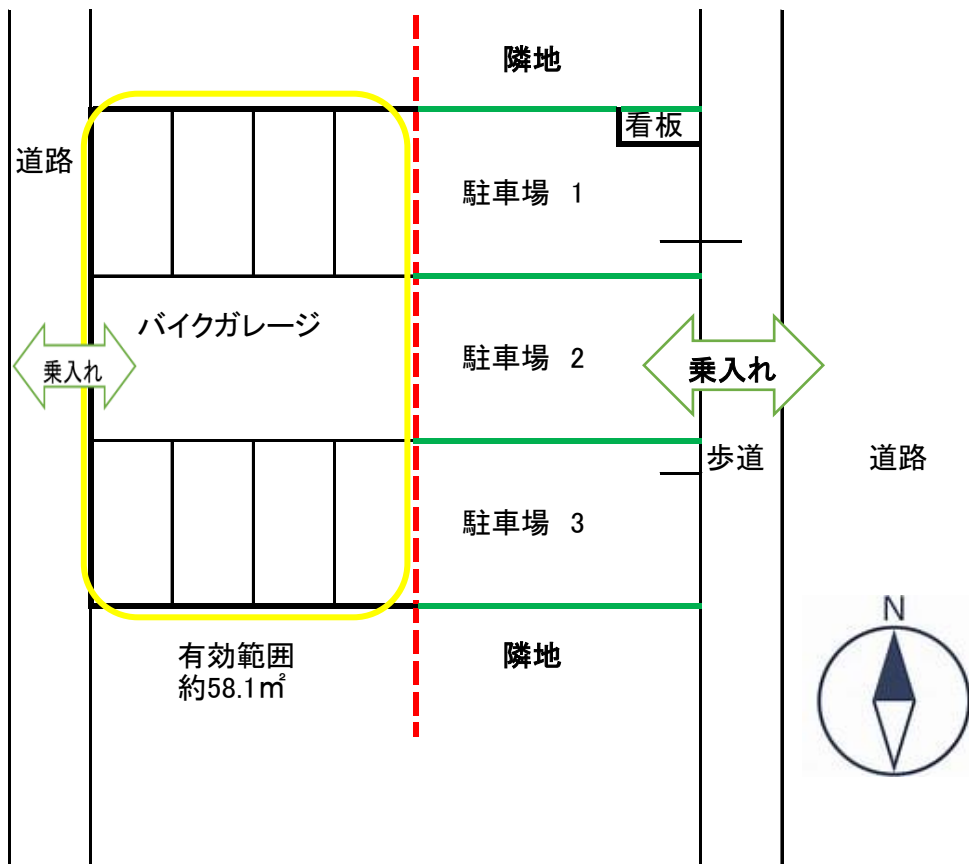 隣地
看板
道路
駐車場 1
バイクガレージ
駐車場 2
乗入れ
乗入れ
歩道
道路
駐車場 3
N
有効範囲
約58.1㎡
隣地